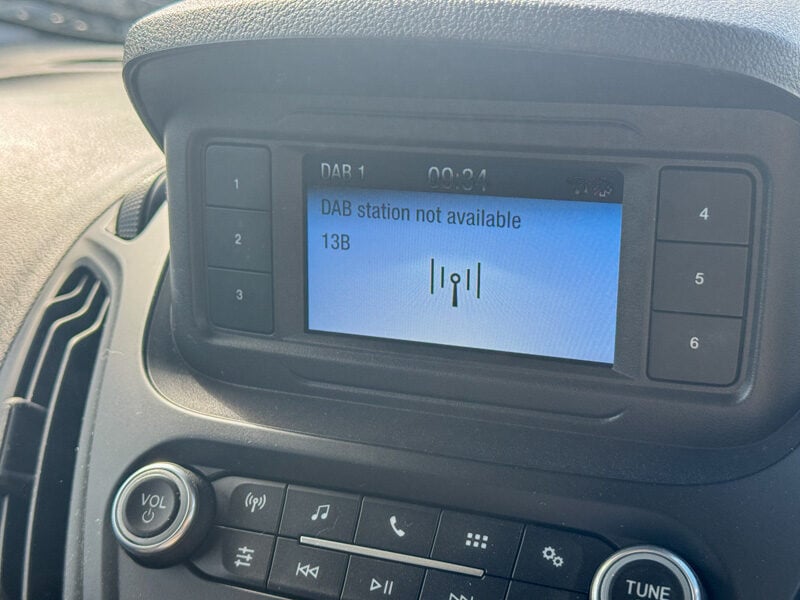 DAB 1 09:34
DAB station not available
13B
1
2
3
4
5
6
VOL
TUNE